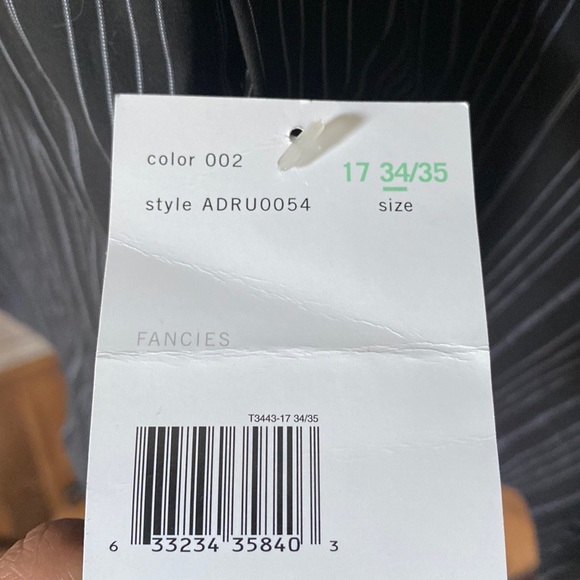 color 002
17 34/35
style ADRU0054
size
FANCIES
T3443-17 34/35
6 33234 35840 3